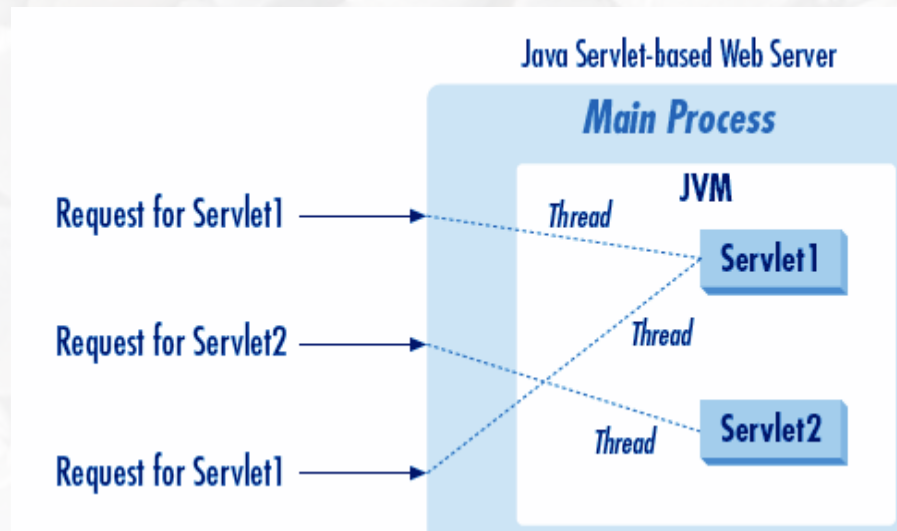 Java Servlet-based Web Server
Main Process
JVM
Request for Servlet1
Thread
Servlet1
Request for Servlet2
Thread
Request for Servlet1
Thread
Servlet2